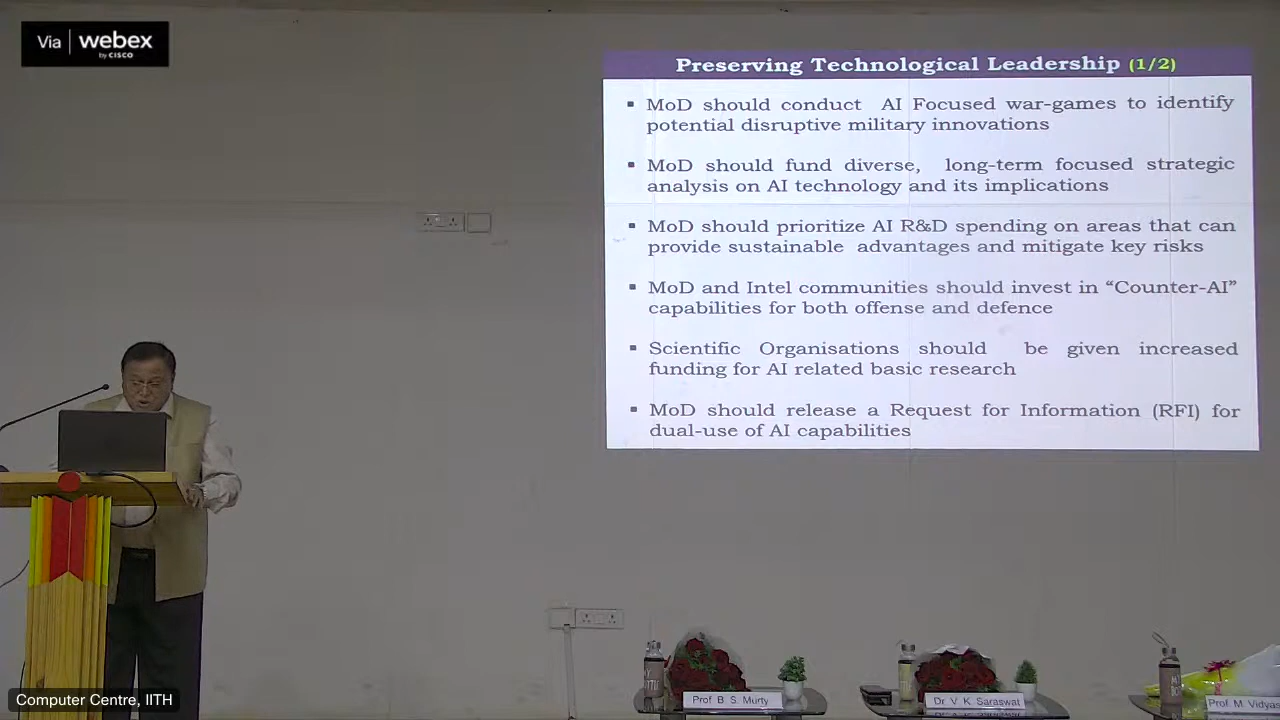 Via webex
by CISCO
Preserving Technological Leadership (1/2)
▪ MoD should conduct AI Focused war-games to identify
potential disruptive military innovations
▪ MoD should fund diverse, long-term focused strategic
analysis on AI technology and its implications
▪ MoD should prioritize AI R&D spending on areas that can
provide sustainable advantages and mitigate key risks
▪ MoD and Intel communities should invest in “Counter-AI”
capabilities for both offense and defence
▪ Scientific Organisations should be given increased
funding for AI related basic research
▪ MoD should release a Request for Information (RFI) for
dual-use of AI capabilities
Prof B. S. Murty
Dr V. K. Saraswat
Prof. M. Vidyas
Computer Centre, IITH